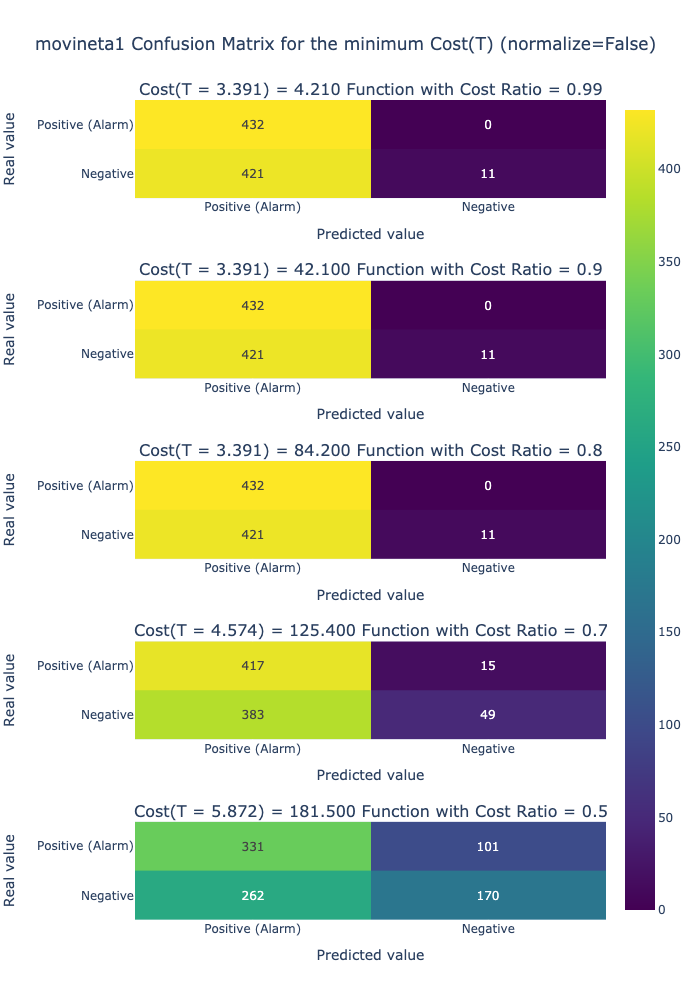 movineta1 Confusion Matrix for the minimum Cost(T) (normalize=False)
Cost(T = 3.391) = 4.210 Function with Cost Ratio = 0.99
Real value
Positive (Alarm)
432
0
Negative
421
11
Positive (Alarm)
Negative
Predicted value
Cost(T = 3.391) = 42.100 Function with Cost Ratio = 0.9
Real value
Positive (Alarm)
432
0
Negative
421
11
Positive (Alarm)
Negative
Predicted value
Cost(T = 3.391) = 84.200 Function with Cost Ratio = 0.8
Real value
Positive (Alarm)
432
0
Negative
421
11
Positive (Alarm)
Negative
Predicted value
Cost(T = 4.574) = 125.400 Function with Cost Ratio = 0.7
Real value
Positive (Alarm)
417
15
Negative
383
49
Positive (Alarm)
Negative
Predicted value
Cost(T = 5.872) = 181.500 Function with Cost Ratio = 0.5
Real value
Positive (Alarm)
331
101
Negative
262
170
Positive (Alarm)
Negative
Predicted value
400
350
300
250
200
150
100
50
0